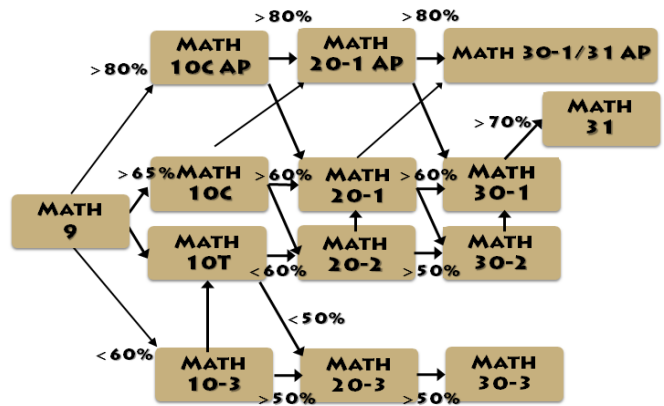 >80%
>80%
>80%
MATH
10C AP
MATH
20-1 AP
MATH 30-1/31 AP
>70%
MATH
31
>65%
MATH
10C
>60%
MATH
20-1
>60%
MATH
30-1
MATH
9
MATH
10T
<60%
MATH
20-2
>50%
MATH
30-2
<50%
<60%
MATH
10-3
>50%
MATH
20-3
>50%
MATH
30-3